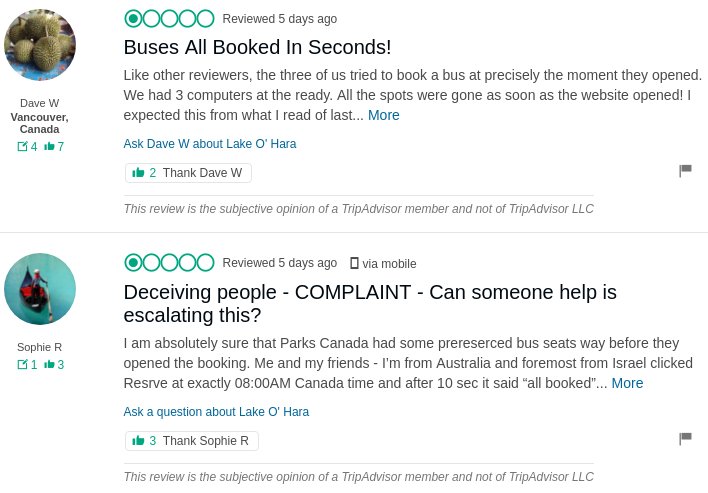 Reviewed 5 days ago
Buses All Booked In Seconds!
Like other reviewers, the three of us tried to book a bus at precisely the moment they opened.
We had 3 computers at the ready. All the spots were gone as soon as the website opened! I
expected this from what I read of last... More
Dave W
Vancouver,
Canada
4 7
Ask Dave W about Lake O' Hara
2 Thank Dave W
This review is the subjective opinion of a TripAdvisor member and not of TripAdvisor LLC
Reviewed 5 days ago via mobile
Deceiving people - COMPLAINT - Can someone help is
escalating this?
I am absolutely sure that Parks Canada had some prereserced bus seats way before they
opened the booking. Me and my friends - I'm from Australia and foremost from Israel clicked
Resrve at exactly 08:00AM Canada time and after 10 sec it said “all booked”... More
Sophie R
1 3
Ask a question about Lake O' Hara
3 Thank Sophie R
This review is the subjective opinion of a TripAdvisor member and not of TripAdvisor LLC